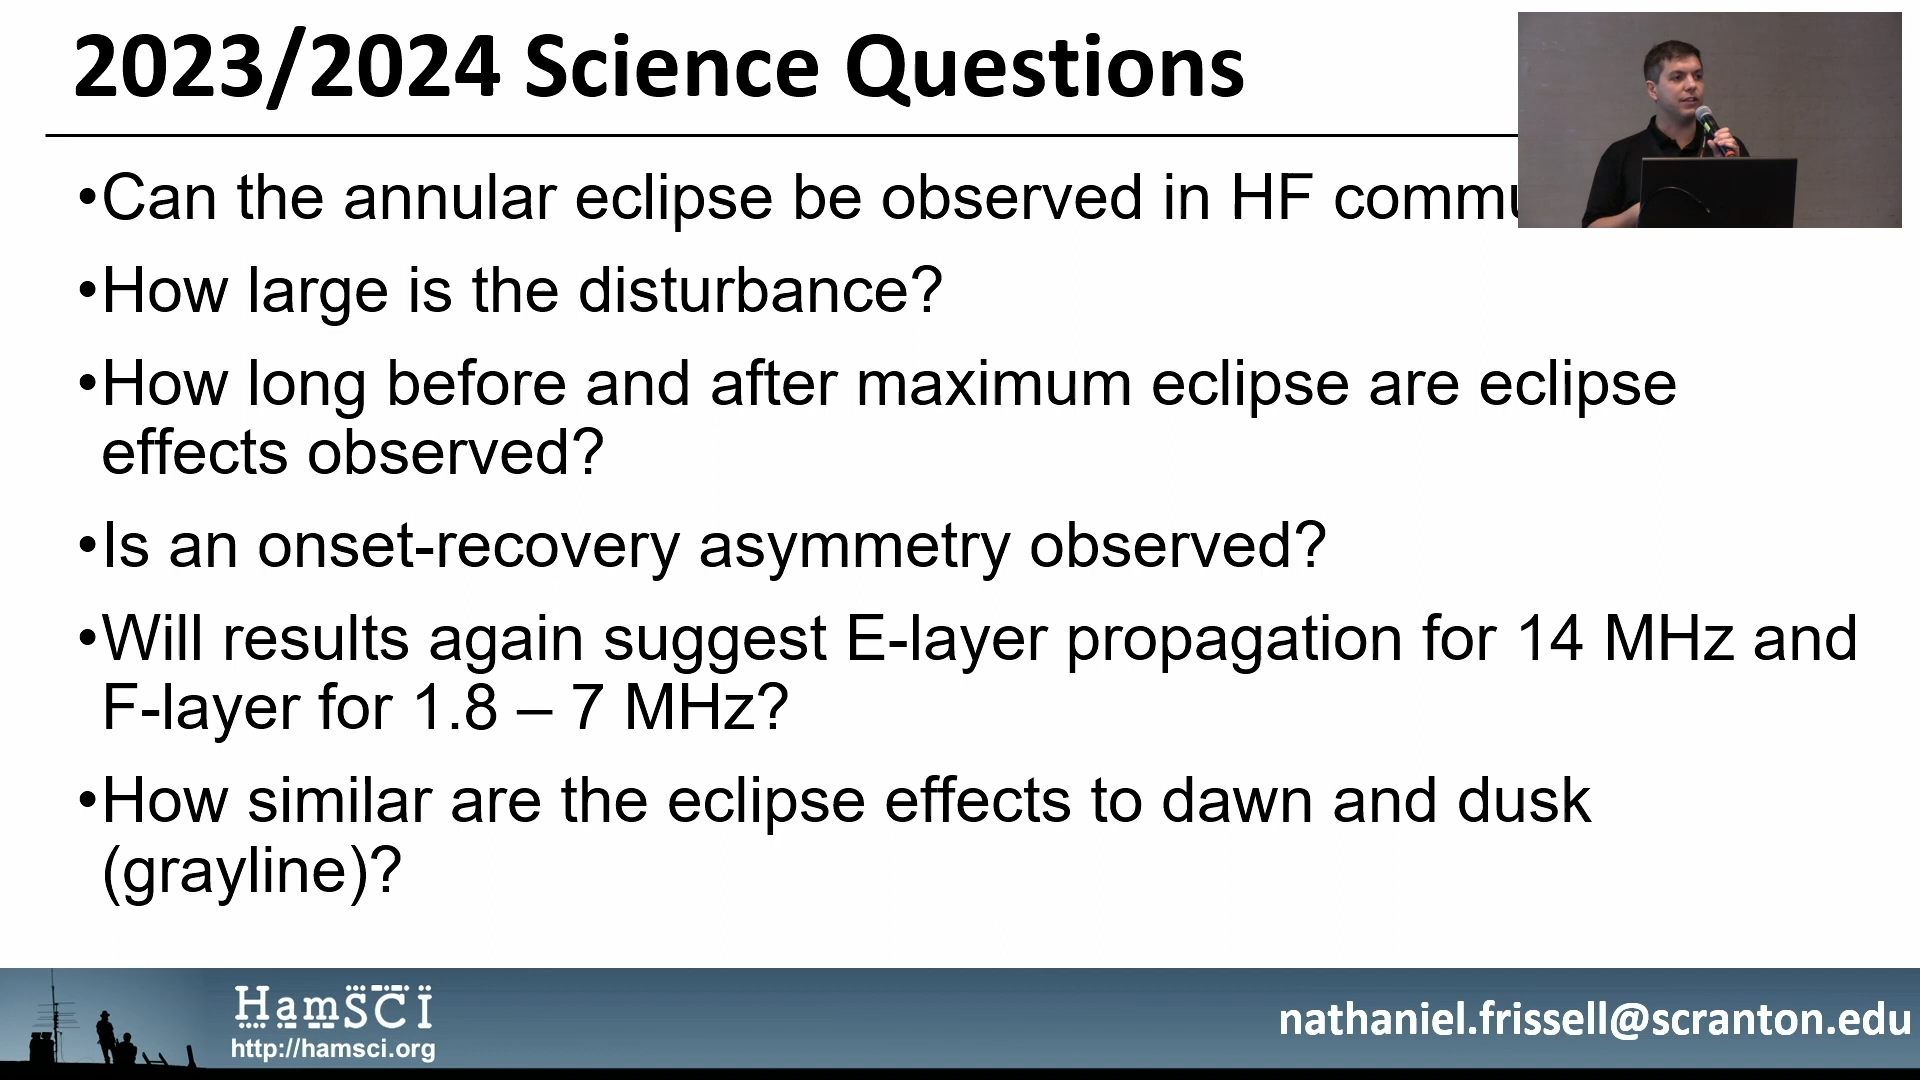 2023/2024 Science Questions
•Can the annular eclipse be observed in HF
•How large is the disturbance?
•How long before and after maximum eclipse are eclipse
effects observed?
•Is an onset-recovery asymmetry observed?
•Will results again suggest E-layer propagation for 14 MHz and
F-layer for 1.8 – 7 MHz?
•How similar are the eclipse effects to dawn and dusk
(grayline)?
HamSCI
http://hamsci.org
nathaniel.frissell@scranton.edu